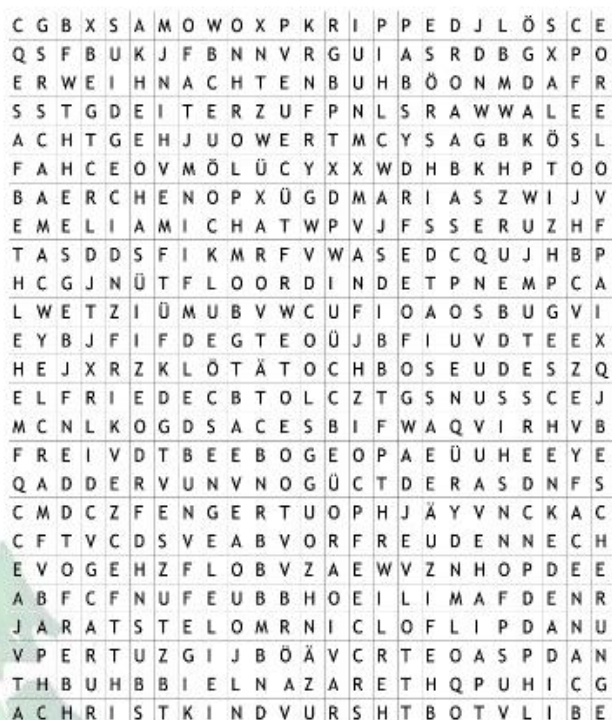 C G B X S A M O W O X P K R I P P E D J L Ö S C E
Q S F B U K J F B N N V R G U I A S R D B G X P O
E R W E I H N A C H T E N B U H B Ö O N M D A F R
S S T G D E I T E R Z U F P N L S R A W W A L E E
A C H T G E H J U O W E R T M C Y S A G B K Ö S L
F A H C E O V M Ö L Ü C Y X X W D H B K H P T O O
B A E R C H E N O P X Ü G D M A R I A S Z W I J V
E M E L I A M I C H A T W P V J F S S E R U Z H F
T A S D D S F I K M R F V W A S E D C Q U J H B P
H C G J N Ü T F L O O R D I N D E T P N E M P C A
L W E T Z I Ü M U B V W C U F I O A O S B U G V I
E Y B J F I F D E G T E O Ü J B F I U V D T E E X
H E J X R Z K L Ö T Ä T O C H B O S E U D E S Z Q
E L F R I E D E C B T O L C Z T G S N U S S C E J
M C N L K O G D S A C E S B I F W A Q V I R H V B
F R E I V D T B E E B O G E O P A E Ü U H E E Y E
Q A D D E R V U N V N O G Ü C T D E R A S D N F S
C M D C Z F E N G E R T U O P H J Ä Y V N C K A C
C F T V C D S V E A B V O R F R E U D E N N E C H
E V O G E H Z F L O B V Z A E W V Z N H O P D E E
A B F C F N U F E U B B H O E I L I M A F D E N R
J A R A T S T E L O M R N I C L O F L I P D A N U
V P E R T U Z G I J B Ö Ä V C R T E O A S P D A N
T H B U H B B I E L N A Z A R E T H Q P U H I C G
A C H R I S T K I N D V U R S H T B O T V L I B E